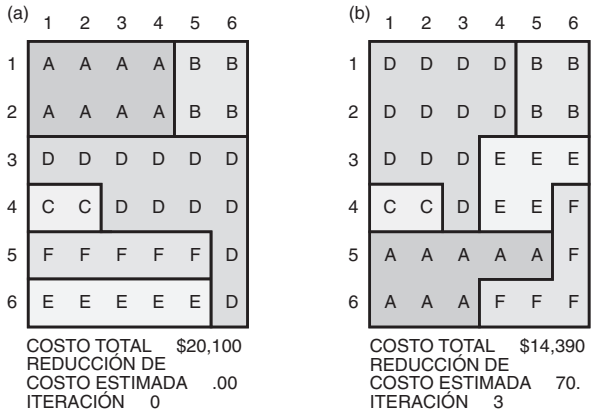 (a)
1 2 3 4 5 6
1 A A A A B B
2 A A A A B B
3 D D D D D D
4 C C D D D D
5 F F F F F D
6 E E E E E D
COSTO TOTAL $20,100
REDUCCIÓN DE
COSTO ESTIMADA .00
ITERACIÓN 0
(b)
1 2 3 4 5 6
1 D D D D B B
2 D D D D B B
3 D D D E E E
4 C C D E E F
5 A A A A A F
6 A A A F F F
COSTO TOTAL $14,390
REDUCCIÓN DE
COSTO ESTIMADA 70.
ITERACIÓN 3